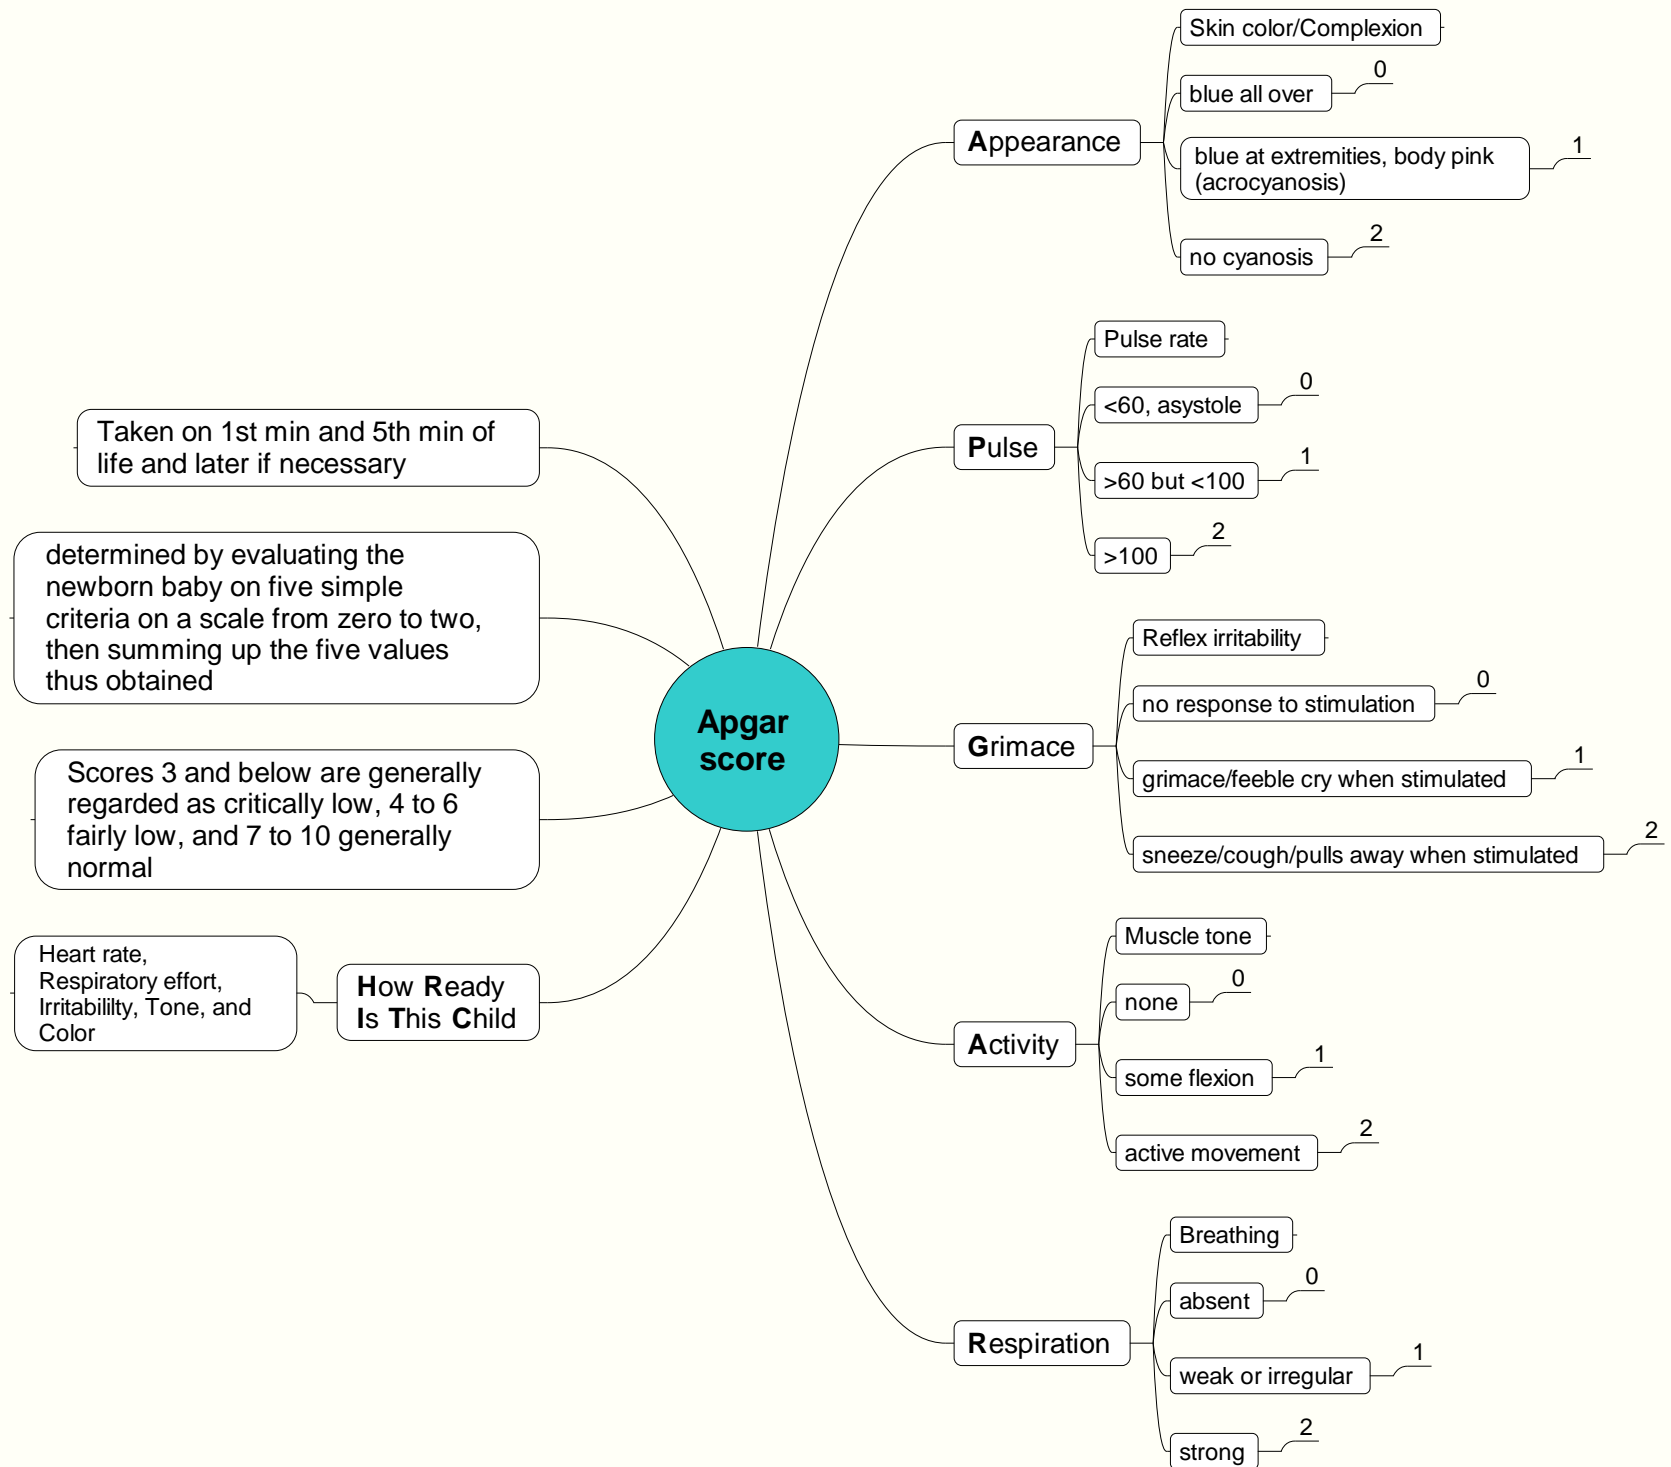 Apgar
score
Taken on 1st min and 5th min of
life and later if necessary
determined by evaluating the
newborn baby on five simple
criteria on a scale from zero to two,
then summing up the five values
thus obtained
Scores 3 and below are generally
regarded as critically low, 4 to 6
fairly low, and 7 to 10 generally
normal
How Ready
Is This Child
Heart rate,
Respiratory effort,
Irritabililty, Tone, and
Color
Appearance
Skin color/Complexion
blue all over
0
blue at extremities, body pink
(acrocyanosis)
1
no cyanosis
2
Pulse
Pulse rate
<60, asystole
0
>60 but <100
1
>100
2
Grimace
Reflex irritability
no response to stimulation
0
grimace/feeble cry when stimulated
1
sneeze/cough/pulls away when stimulated
2
Activity
Muscle tone
none
0
some flexion
1
active movement
2
Respiration
Breathing
absent
0
weak or irregular
1
strong
2